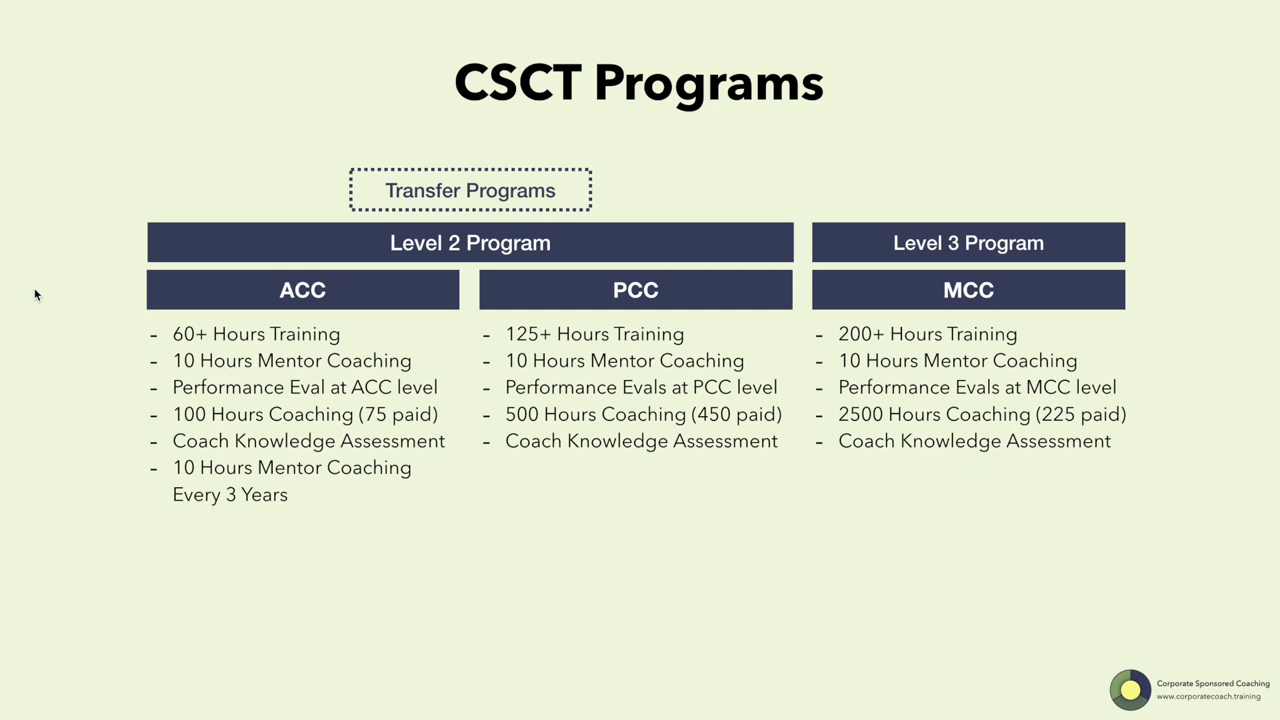 CSCT Programs
Transfer Programs
Level 2 Program
Level 3 Program
ACC
PCC
MCC
- 60+ Hours Training
- 10 Hours Mentor Coaching
- Performance Eval at ACC level
- 100 Hours Coaching (75 paid)
- Coach Knowledge Assessment
- 10 Hours Mentor Coaching
Every 3 Years
- 125+ Hours Training
- 10 Hours Mentor Coaching
- Performance Evals at PCC level
- 500 Hours Coaching (450 paid)
- Coach Knowledge Assessment
- 200+ Hours Training
- 10 Hours Mentor Coaching
- Performance Evals at MCC level
- 2500 Hours Coaching (225 paid)
- Coach Knowledge Assessment
Corporate Sponsored Coaching
www.corporatecoach.training